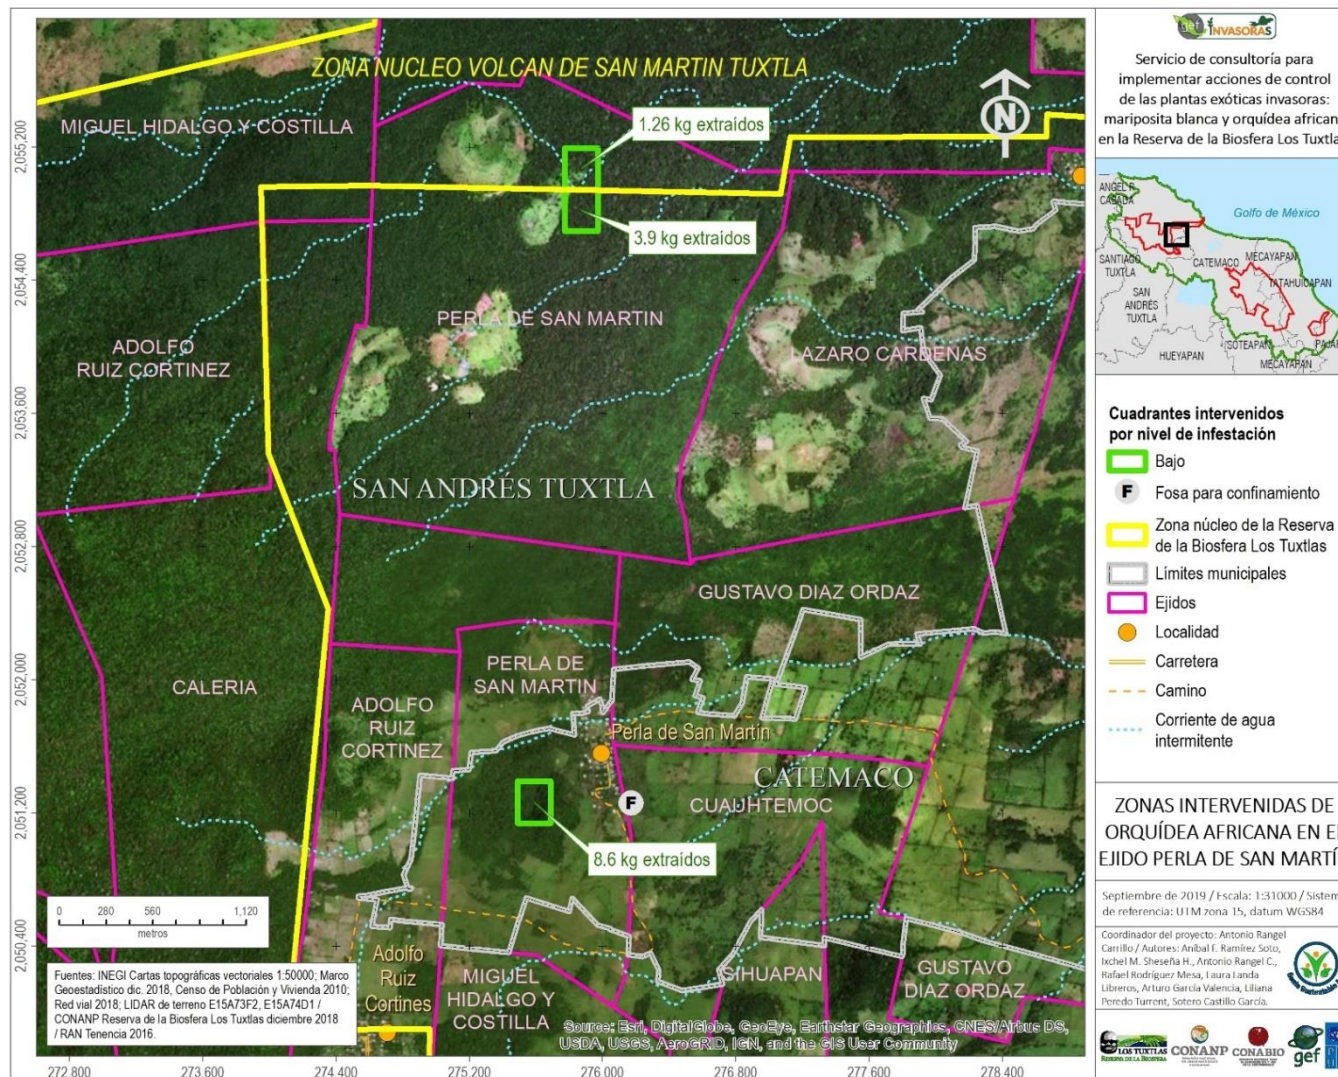 ZONA NUCLEO VOLCAN DE SAN MARTIN TUXTLA
MIGUEL HIDALGO Y COSTILLA
1.26 kg extraídos
N
3.9 kg extraídos
PERLA DE SAN MARTIN
ADOLFO
RUIZ CORTINEZ
LAZARO CARDENAS
SAN ANDRÉS TUXTLA
GUSTAVO DIAZ ORDAZ
PERLA DE
SAN MARTIN
CALERIA
ADOLFO
RUIZ
CORTINEZ
Perla de San Martín
CATEMACO
CUAUHTEMOC
F
8.6 kg extraídos
0 280 560 1,120
metros
Adolfo
Ruiz
Cortines
MIGUEL
HIDALGO Y
COSTILLA
SIHUAPAN
GUSTAVO
DIAZ ORDAZ
Fuentes: INEGI Cartas topográficas vectoriales 1:50000; Marco
Geoestadístico dic. 2018, Censo de Población y Vivienda 2010;
Red vial 2018; LIDAR de terreno E15A73F2, E15A74D1 /
CONANP Reserva de la Biosfera Los Tuxtlas diciembre 2018
/ RAN Tenencia 2016.
Source: Esri, DigitalGlobe, GeoEye, Earthstar Geographics, CNES/Airbus DS,
USDA, USGS, AeroGRID, IGN, and the GIS User Community
2,055,200
2,054,400
2,053,600
2,052,800
2,052,000
2,051,200
2,050,400
272 800
273 600
274 400
275 200
276 000
276 800
277 600
278 400
gef INVASORAS
Servicio de consultoría para
implementar acciones de control
de las plantas exóticas invasoras:
mariposita blanca y orquídea african
en la Reserva de la Biosfera Los Tuxtla
ANGEL R.
CABADA
Golfo de México
SANTIAGO
TUXTLA
CATEMACO
MECAYAPAN
TATAHUICAPAN
SAN
ANDRÉS
TUXTLA
SOTEAPAN
PAJAP
HUEYAPAN
MECAYAPAN
Cuadrantes intervenidos
por nivel de infestación
Bajo
F Fosa para confinamiento
Zona núcleo de la Reserva
de la Biosfera Los Tuxtlas
Límites municipales
Ejidos
Localidad
Carretera
Camino
Corriente de agua
intermitente
ZONAS INTERVENIDAS DE
ORQUÍDEA AFRICANA EN EL
EJIDO PERLA DE SAN MARTÍ
Septiembre de 2019 / Escala: 1:31000 / Sistem
de referencia: UTM zona 15, datum WGS84
Coordinador del proyecto: Antonio Rangel
Carrillo / Autores: Aníbal F. Ramírez Soto,
Ixchel M. Sheseña H., Antonio Rangel C.,
Rafael Rodríguez Mesa, Laura Landa
Libreros, Arturo García Valencia, Liliana
Peredo Turrent, Sotero Castillo García.
LOS TUXTLAS
RESERVA DE LA BIOSFERA
CONANP
CONABIO
gef